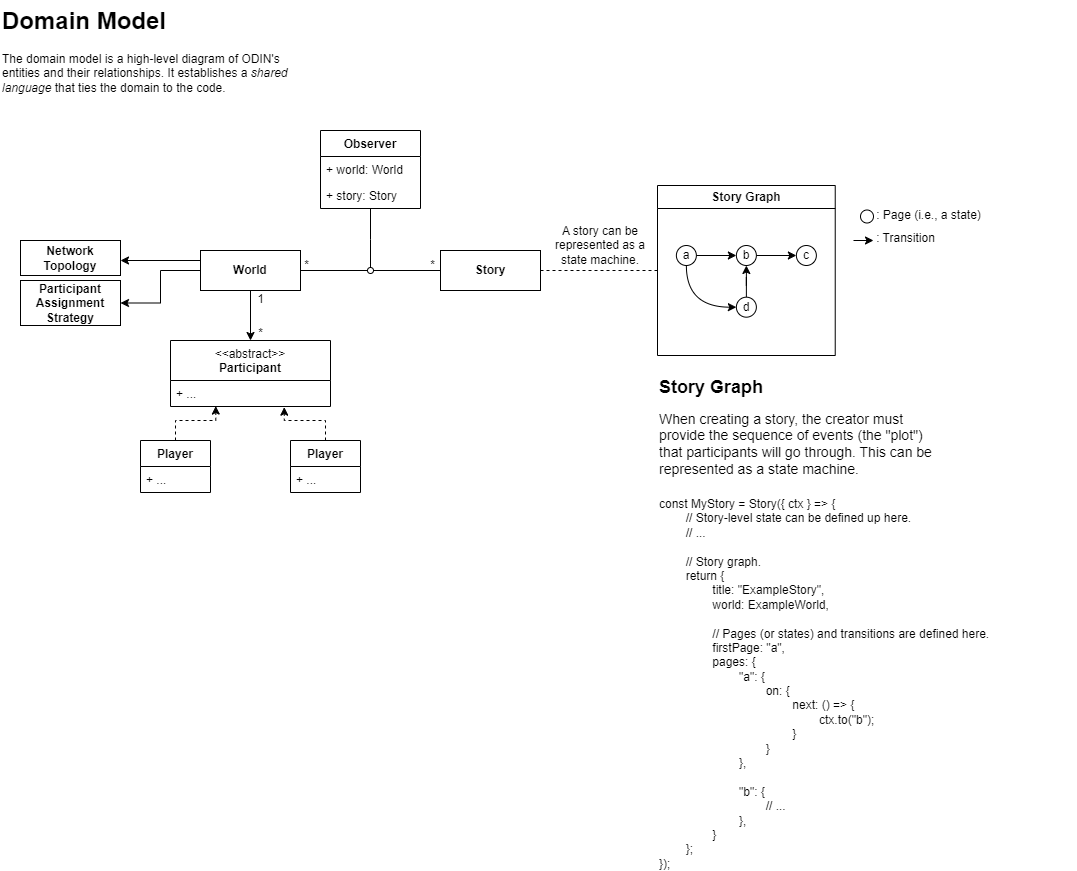 Domain Model
The domain model is a high-level diagram of ODIN's
entities and their relationships. It establishes a shared
language that ties the domain to the code.
Observer
+ world: World
+ story: Story
Network
Topology
Participant
Assignment
Strategy
World
*
*
Story
1
*
<<abstract>>
Participant
+ ...
Player
+ ...
Player
+ ...
A story can be
represented as a
state machine.
Story Graph
a
b
c
d
: Page (i.e., a state)
: Transition
Story Graph
When creating a story, the creator must
provide the sequence of events (the "plot")
that participants will go through. This can be
represented as a state machine.
const MyStory = Story({ ctx } => {
// Story-level state can be defined up here.
// ...
// Story graph.
return {
title: "ExampleStory",
world: ExampleWorld,
// Pages (or states) and transitions are defined here.
firstPage: "a",
pages: {
"a": {
on: {
next: () => {
ctx.to("b");
}
}
},
"b": {
// ...
},
}
};
});